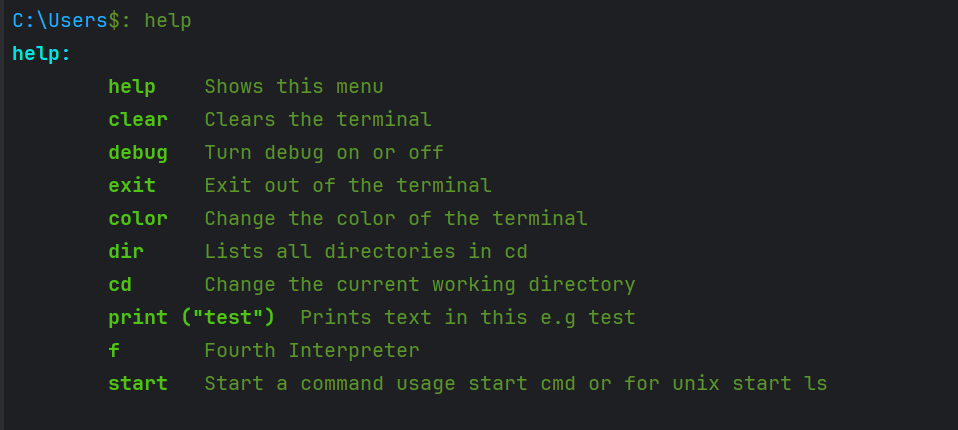 C:\Users$: help
help:
help Shows this menu
clear Clears the terminal
debug Turn debug on or off
exit Exit out of the terminal
color Change the color of the terminal
dir Lists all directories in cd
cd Change the current working directory
print ("test") Prints text in this e.g test
f Fourth Interpreter
start Start a command usage start cmd or for unix start ls